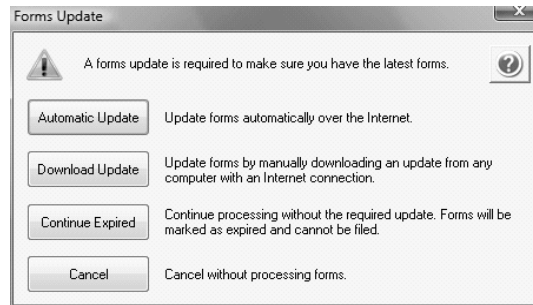 Forms Update
A forms update is required to make sure you have the latest forms.
Automatic Update
Update forms automatically over the Internet.
Download Update
Update forms by manually downloading an update from any
computer with an Internet connection.
Continue Expired
Continue processing without the required update. Forms will be
marked as expired and cannot be filed.
Cancel
Cancel without processing forms.